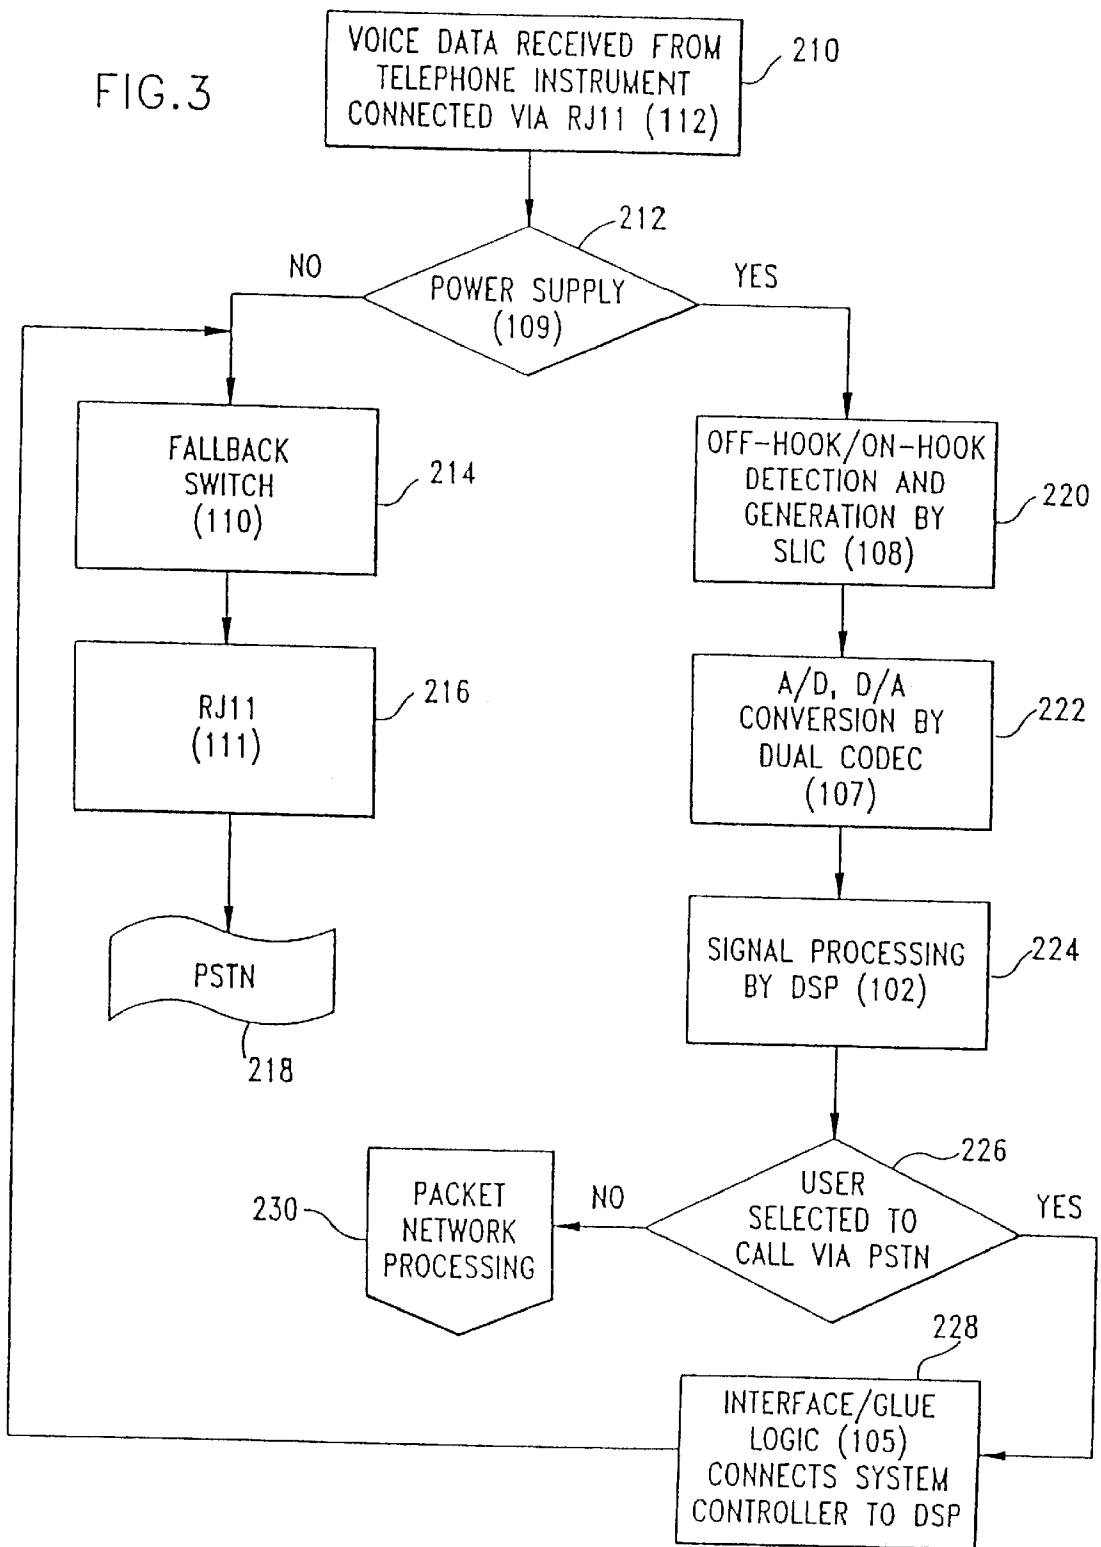 FIG.3
VOICE DATA RECEIVED FROM
TELEPHONE INSTRUMENT
CONNECTED VIA RJ11 (112)
210
212
NO
POWER SUPPLY
(109)
YES
FALLBACK
SWITCH
(110)
214
OFF-HOOK/ON-HOOK
DETECTION AND
GENERATION BY
SLIC (108)
220
RJ11
(111)
216
A/D, D/A
CONVERSION BY
DUAL CODEC
(107)
222
PSTN
218
SIGNAL PROCESSING
BY DSP (102)
224
226
USER
SELECTED TO
CALL VIA PSTN
NO
YES
230
PACKET
NETWORK
PROCESSING
228
INTERFACE/GLUE
LOGIC (105)
CONNECTS SYSTEM
CONTROLLER TO DSP